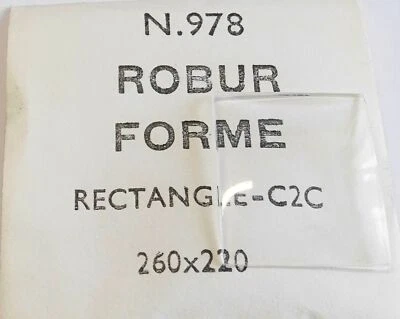 N.978
ROBUR
FORME
RECTANGLE-C2C
260x220